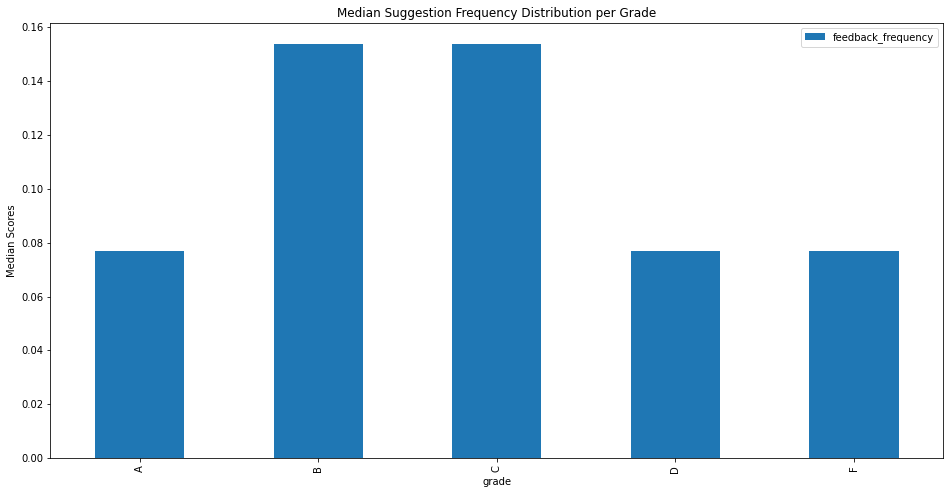 Median Suggestion Frequency Distribution per Grade
feedback_frequency
0.16
0.14
0.12
0.10
0.08
0.06
0.04
0.02
0.00
Median Scores
A
B
C
D
F
grade